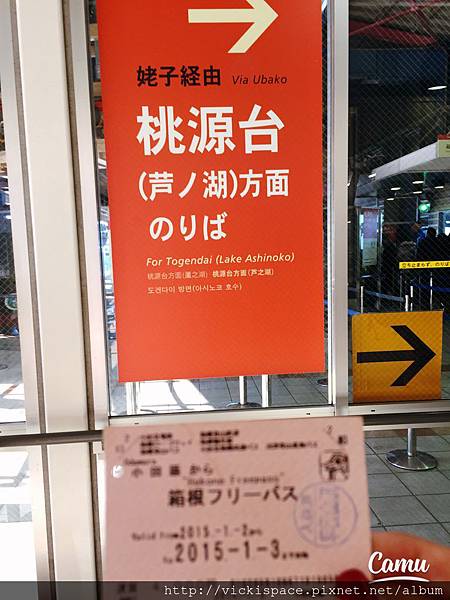 姥子経由 Via Ubako
桃源台
(芦ノ湖)方面
のりば
For Togendai (Lake Ashinoko)
桃源台方面(蘆之湖) 桃源台方面(芦之湖)
도겐다이 방면(아시노코 호수)
小田原 から
"Hakone Freepass"
箱根フリーパス
Valid from 2015.-1.-2から
2015-1-3
Camu
http://vickispace.pixnet.net/album